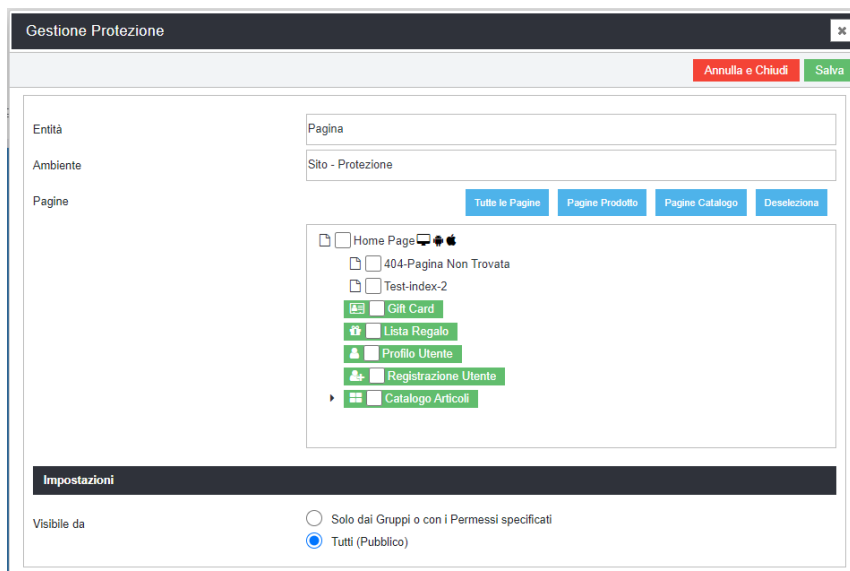 Gestione Protezione
Annulla e Chiudi Salva
Entità Pagina
Ambiente Sito - Protezione
Pagine Tutte le Pagine Pagine Prodotto Pagine Catalogo Deseleziona
Home Page
404-Pagina Non Trovata
Test-index-2
Gift Card
Lista Regalo
Profilo Utente
Registrazione Utente
Catalogo Articoli
Impostazioni
Visibile da
Solo dai Gruppi o con i Permessi specificati
Tutti (Pubblico)